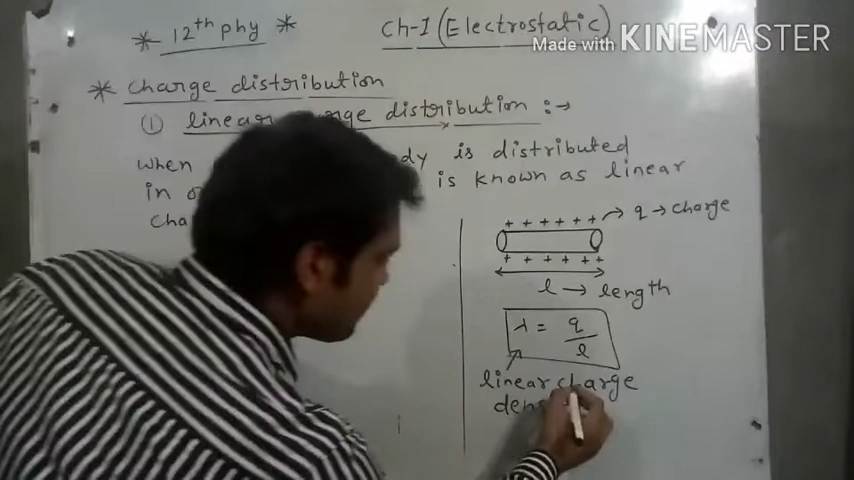 * 12th phy *
Ch-1 (Electrostatic)
Made with KINEMASTER
* Charge distribution
① linear distribution :→
when is distributed
in is known as linear
+ + + + + + → q → charge
+ + + + + +
l → length
λ = q/l
linear charge